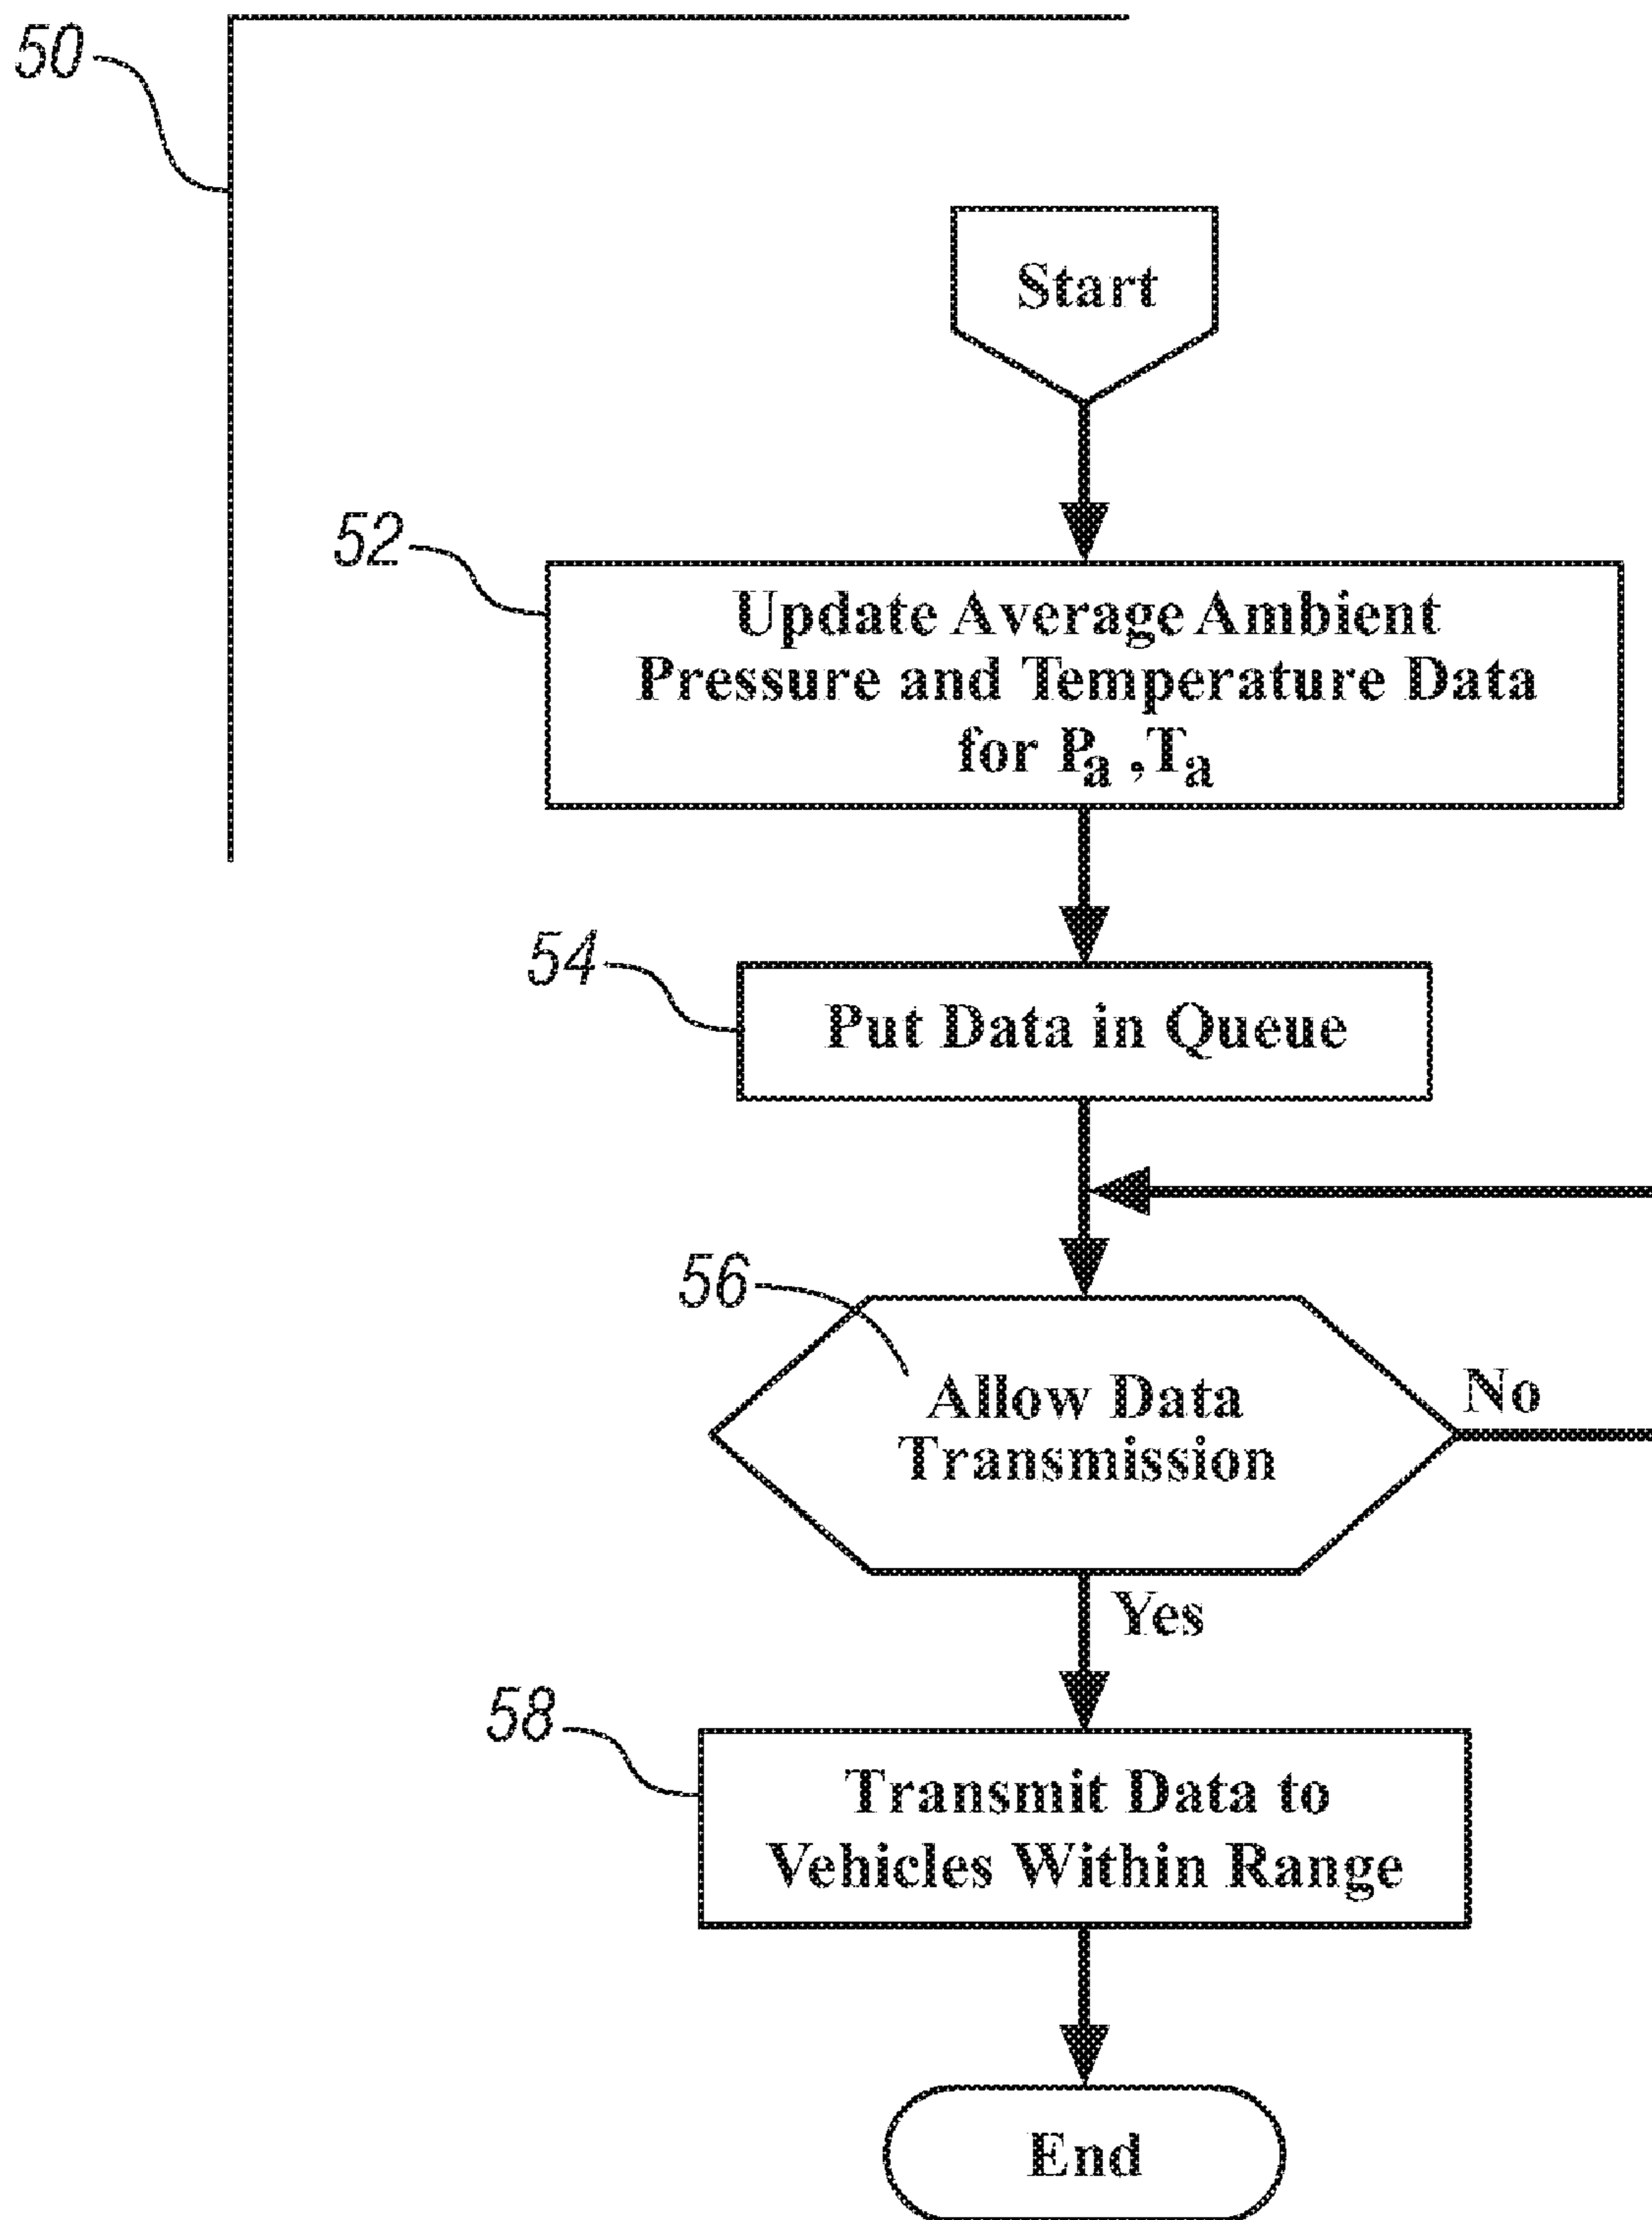 50
Start
52
Update Average Ambient
Pressure and Temperature Data
for Pa ,Ta
54
Put Data in Queue
56
Allow Data
Transmission
No
Yes
58
Transmit Data to
Vehicles Within Range
End